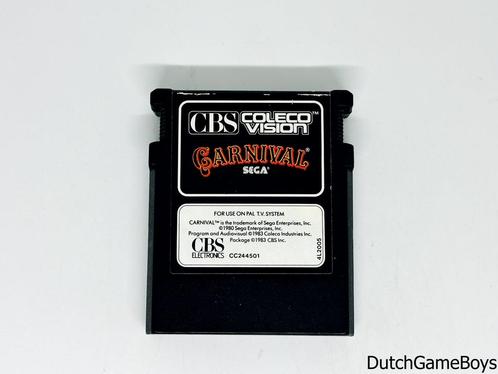 CBS COLECO VISION™
CARNIVAL
SEGA®
FOR USE ON PAL T.V. SYSTEM
CARNIVAL™ is the trademark of Sega Enterprises, Inc.
©1980 Sega Enterprises, Inc.
Program and Audiovisual ©1983 Coleco Industries Inc.
Package ©1983 CBS Inc.
CBS
ELECTRONICS CC244501
4L2005
DutchGameBoys